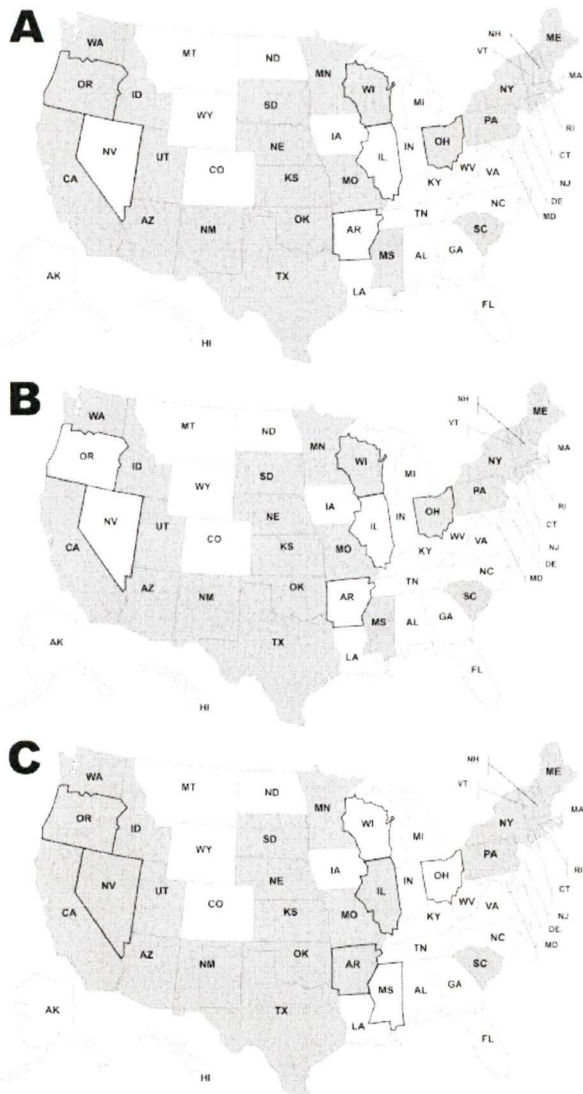 A
WA
MT
ND
MN
NH
ME
VT
OR
ID
WI
MA
SD
NY
WY
MI
IA
PA
RI
NV
NE
UT
IL
IN
OH
CT
CA
CO
KS
MO
WV
VA
NJ
KY
DE
NC
MD
AZ
NM
OK
AR
TN
SC
MS
AL
GA
AK
TX
LA
FL
HI
B
WA
MT
ND
MN
NH
ME
VT
OR
ID
WI
MA
SD
NY
WY
MI
IA
PA
RI
NV
NE
UT
IL
IN
OH
CT
CA
CO
KS
MO
WV
VA
NJ
KY
DE
NC
MD
AZ
NM
OK
AR
TN
SC
MS
AL
GA
AK
TX
LA
FL
HI
C
WA
MT
ND
MN
NH
ME
VT
OR
ID
WI
MA
SD
NY
WY
MI
IA
PA
RI
NV
NE
UT
IL
IN
OH
CT
CA
CO
KS
MO
WV
VA
NJ
KY
DE
NC
MD
AZ
NM
OK
AR
TN
SC
MS
AL
GA
AK
TX
LA
FL
HI